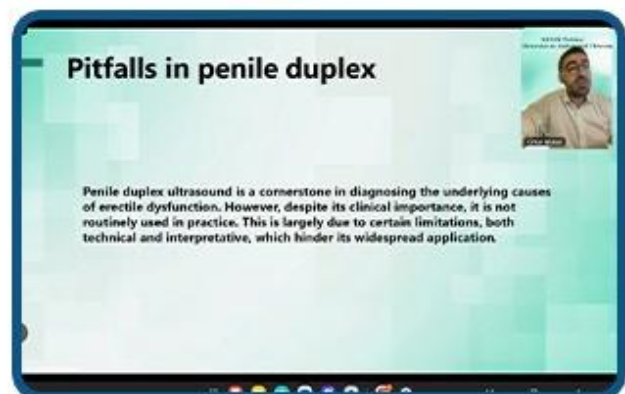 Pitfalls in penile duplex
Penile duplex ultrasound is a cornerstone in diagnosing the underlying causes
of erectile dysfunction. However, despite its clinical importance, it is not
routinely used in practice. This is largely due to certain limitations, both
technical and interpretative, which hinder its widespread application.